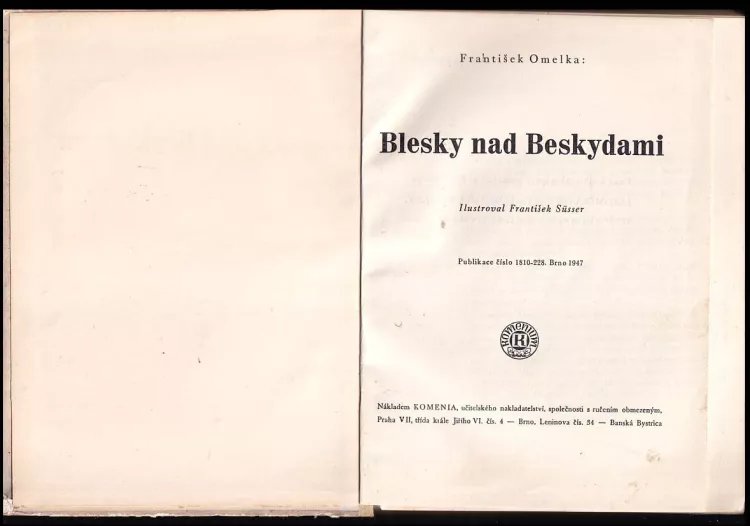 František Omelka:
Blesky nad Beskydami
Ilustroval František Süsser
Publikace číslo 1810-228. Brno 1947
KOMENIUM
K
Nákladem KOMENIA, učitelského nakladatelství, společnosti s ručením obmezeným,
Praha VII, třída krále Jiřího VI. čís. 4 — Brno, Leninova čís. 34 — Banská Bystrica